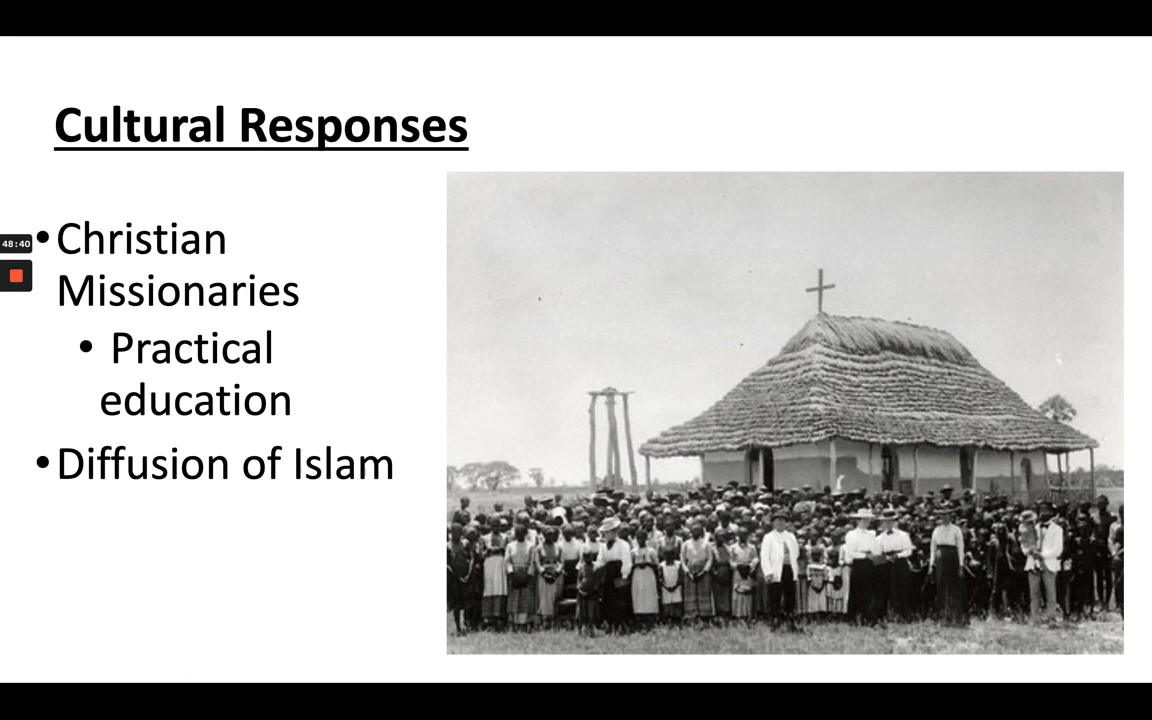 Cultural Responses
•Christian
Missionaries
• Practical
education
•Diffusion of Islam
48:40